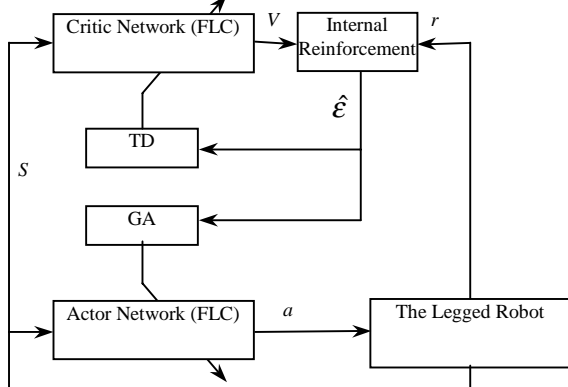 Critic Network (FLC)
V
Internal
Reinforcement
r
ε̂
TD
S
GA
Actor Network (FLC)
a
The Legged Robot